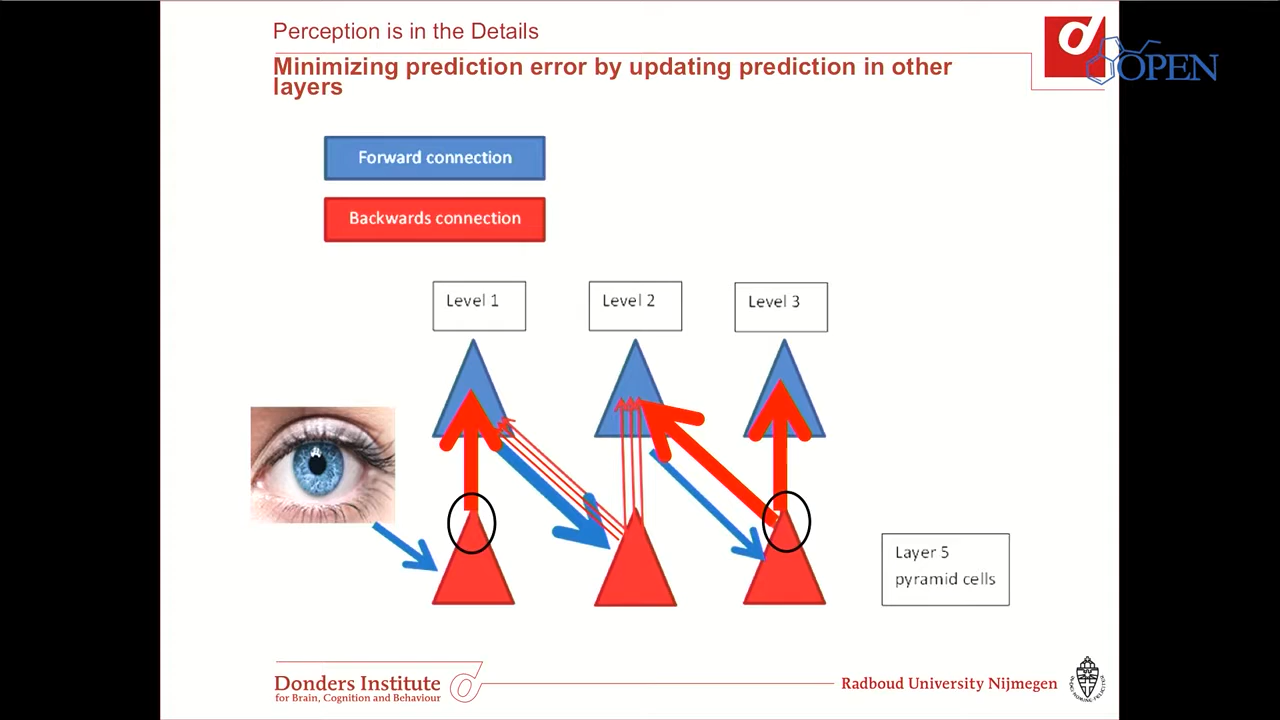 Perception is in the Details
Minimizing prediction error by updating prediction in other
layers
OPEN
Forward connection
Backwards connection
Level 1
Level 2
Level 3
Layer 5
pyramid cells
Donders Institute
for Brain, Cognition and Behaviour
Radboud University Nijmegen